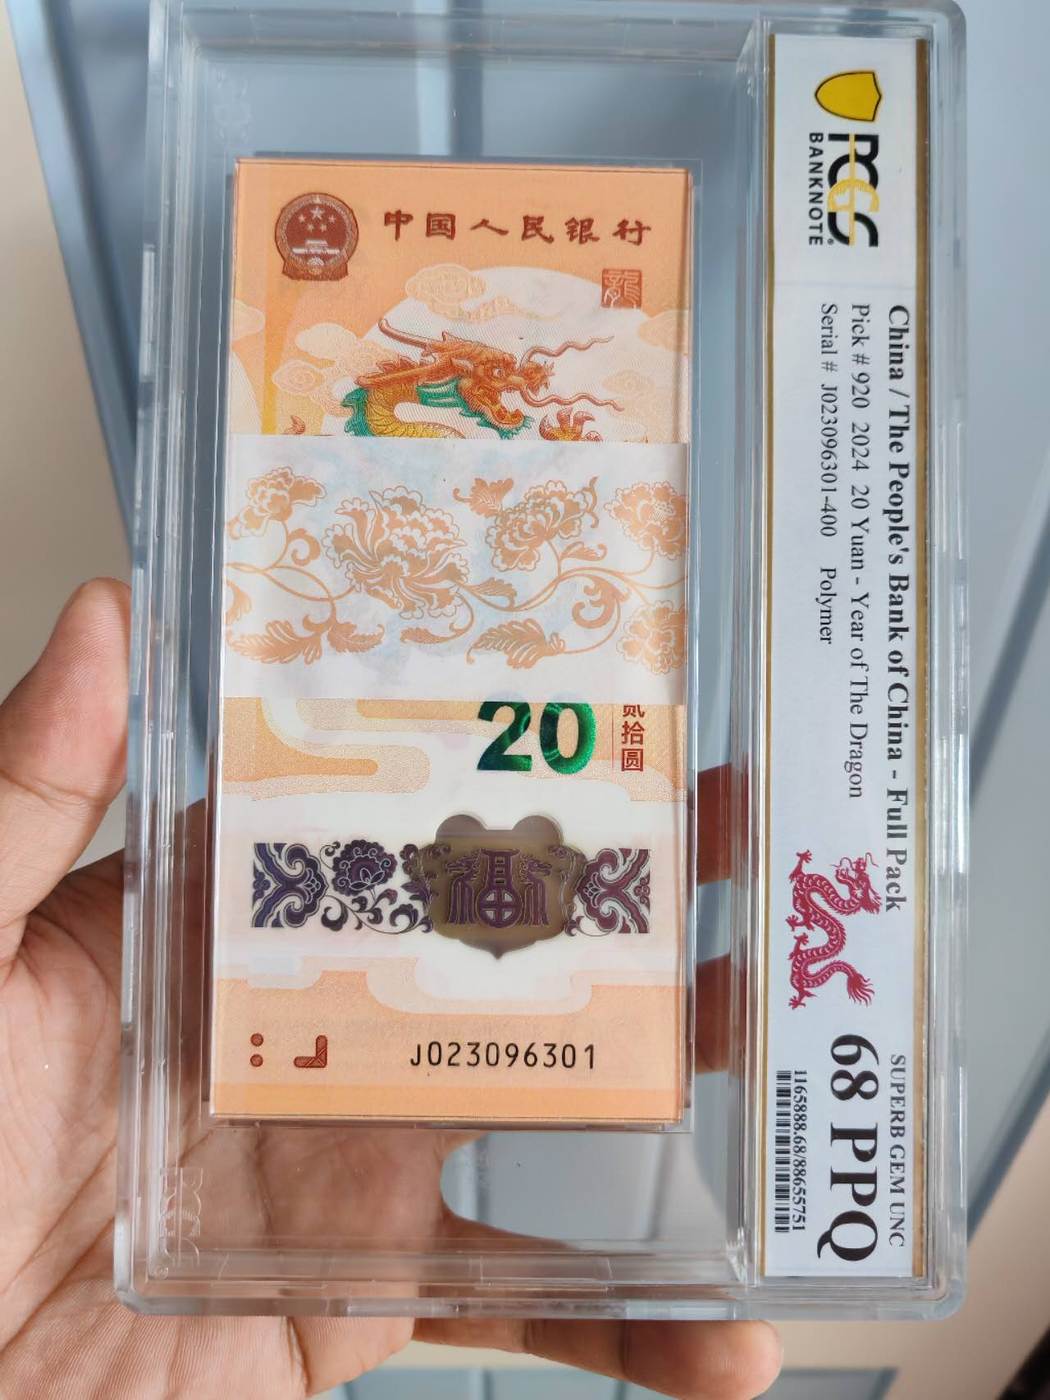 中国人民银行
龍
20
贰拾圆
福
J023096301
PCGS
BANKNOTE
China / The People's Bank of China - Full Pack
Pick # 920 2024 20 Yuan - Year of The Dragon
Serial # J023096301-400 Polymer
SUPERB GEM UNC
68 PPQ
1165888.68/88655751